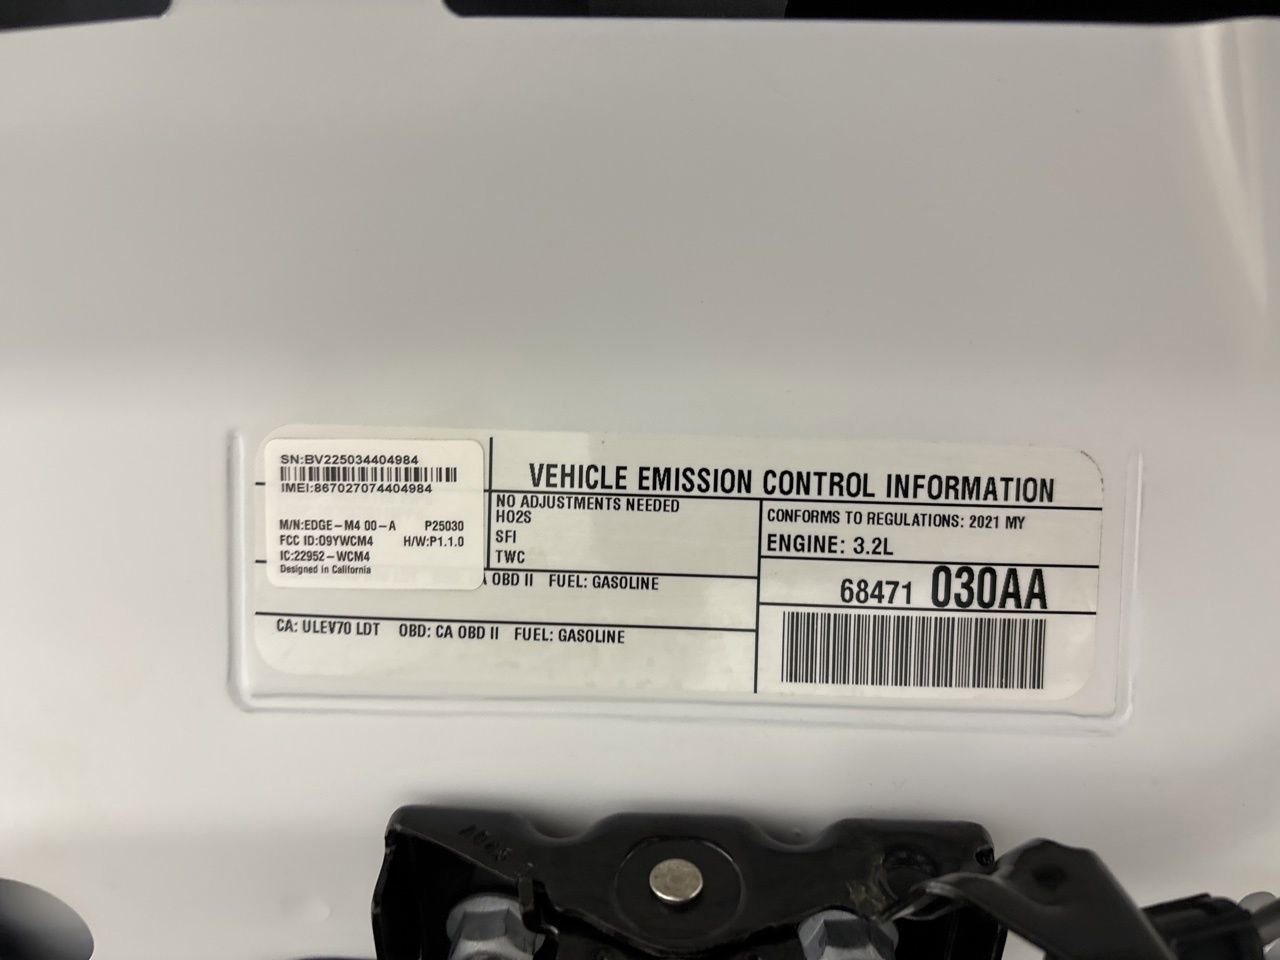 SN:BV225034404984
IMEI:867027074404984
M/N:EDGE-M4 00-A P25030
FCC ID:O9YWCM4 H/W:P1.1.0
IC:22952-WCM4
Designed in California
VEHICLE EMISSION CONTROL INFORMATION
NO ADJUSTMENTS NEEDED
HO2S
SFI
TWC
OBD II FUEL: GASOLINE
CA: ULEV70 LDT OBD: CA OBD II FUEL: GASOLINE
CONFORMS TO REGULATIONS: 2021 MY
ENGINE: 3.2L
68471 030AA